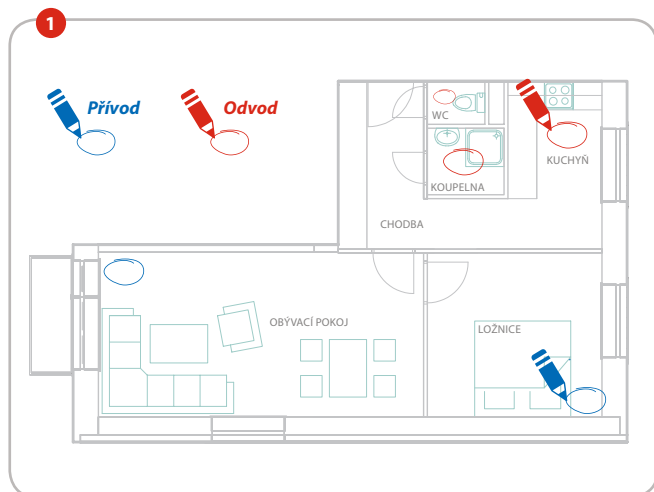 1
Přívod
Odvod
WC
KUCHYŇ
KOUPELNA
CHODBA
OBÝVACÍ POKOJ
LOŽNICE